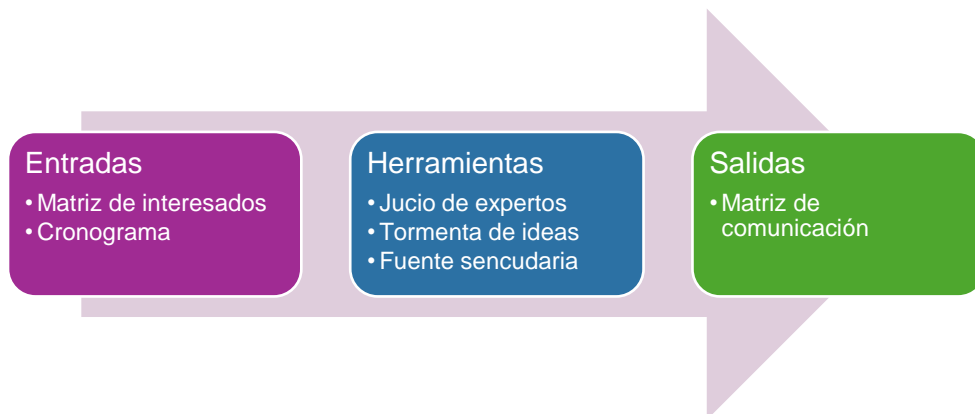 Entradas
• Matriz de interesados
• Cronograma
Herramientas
• Jucio de expertos
• Tormenta de ideas
• Fuente sencudaria
Salidas
• Matriz de
comunicación